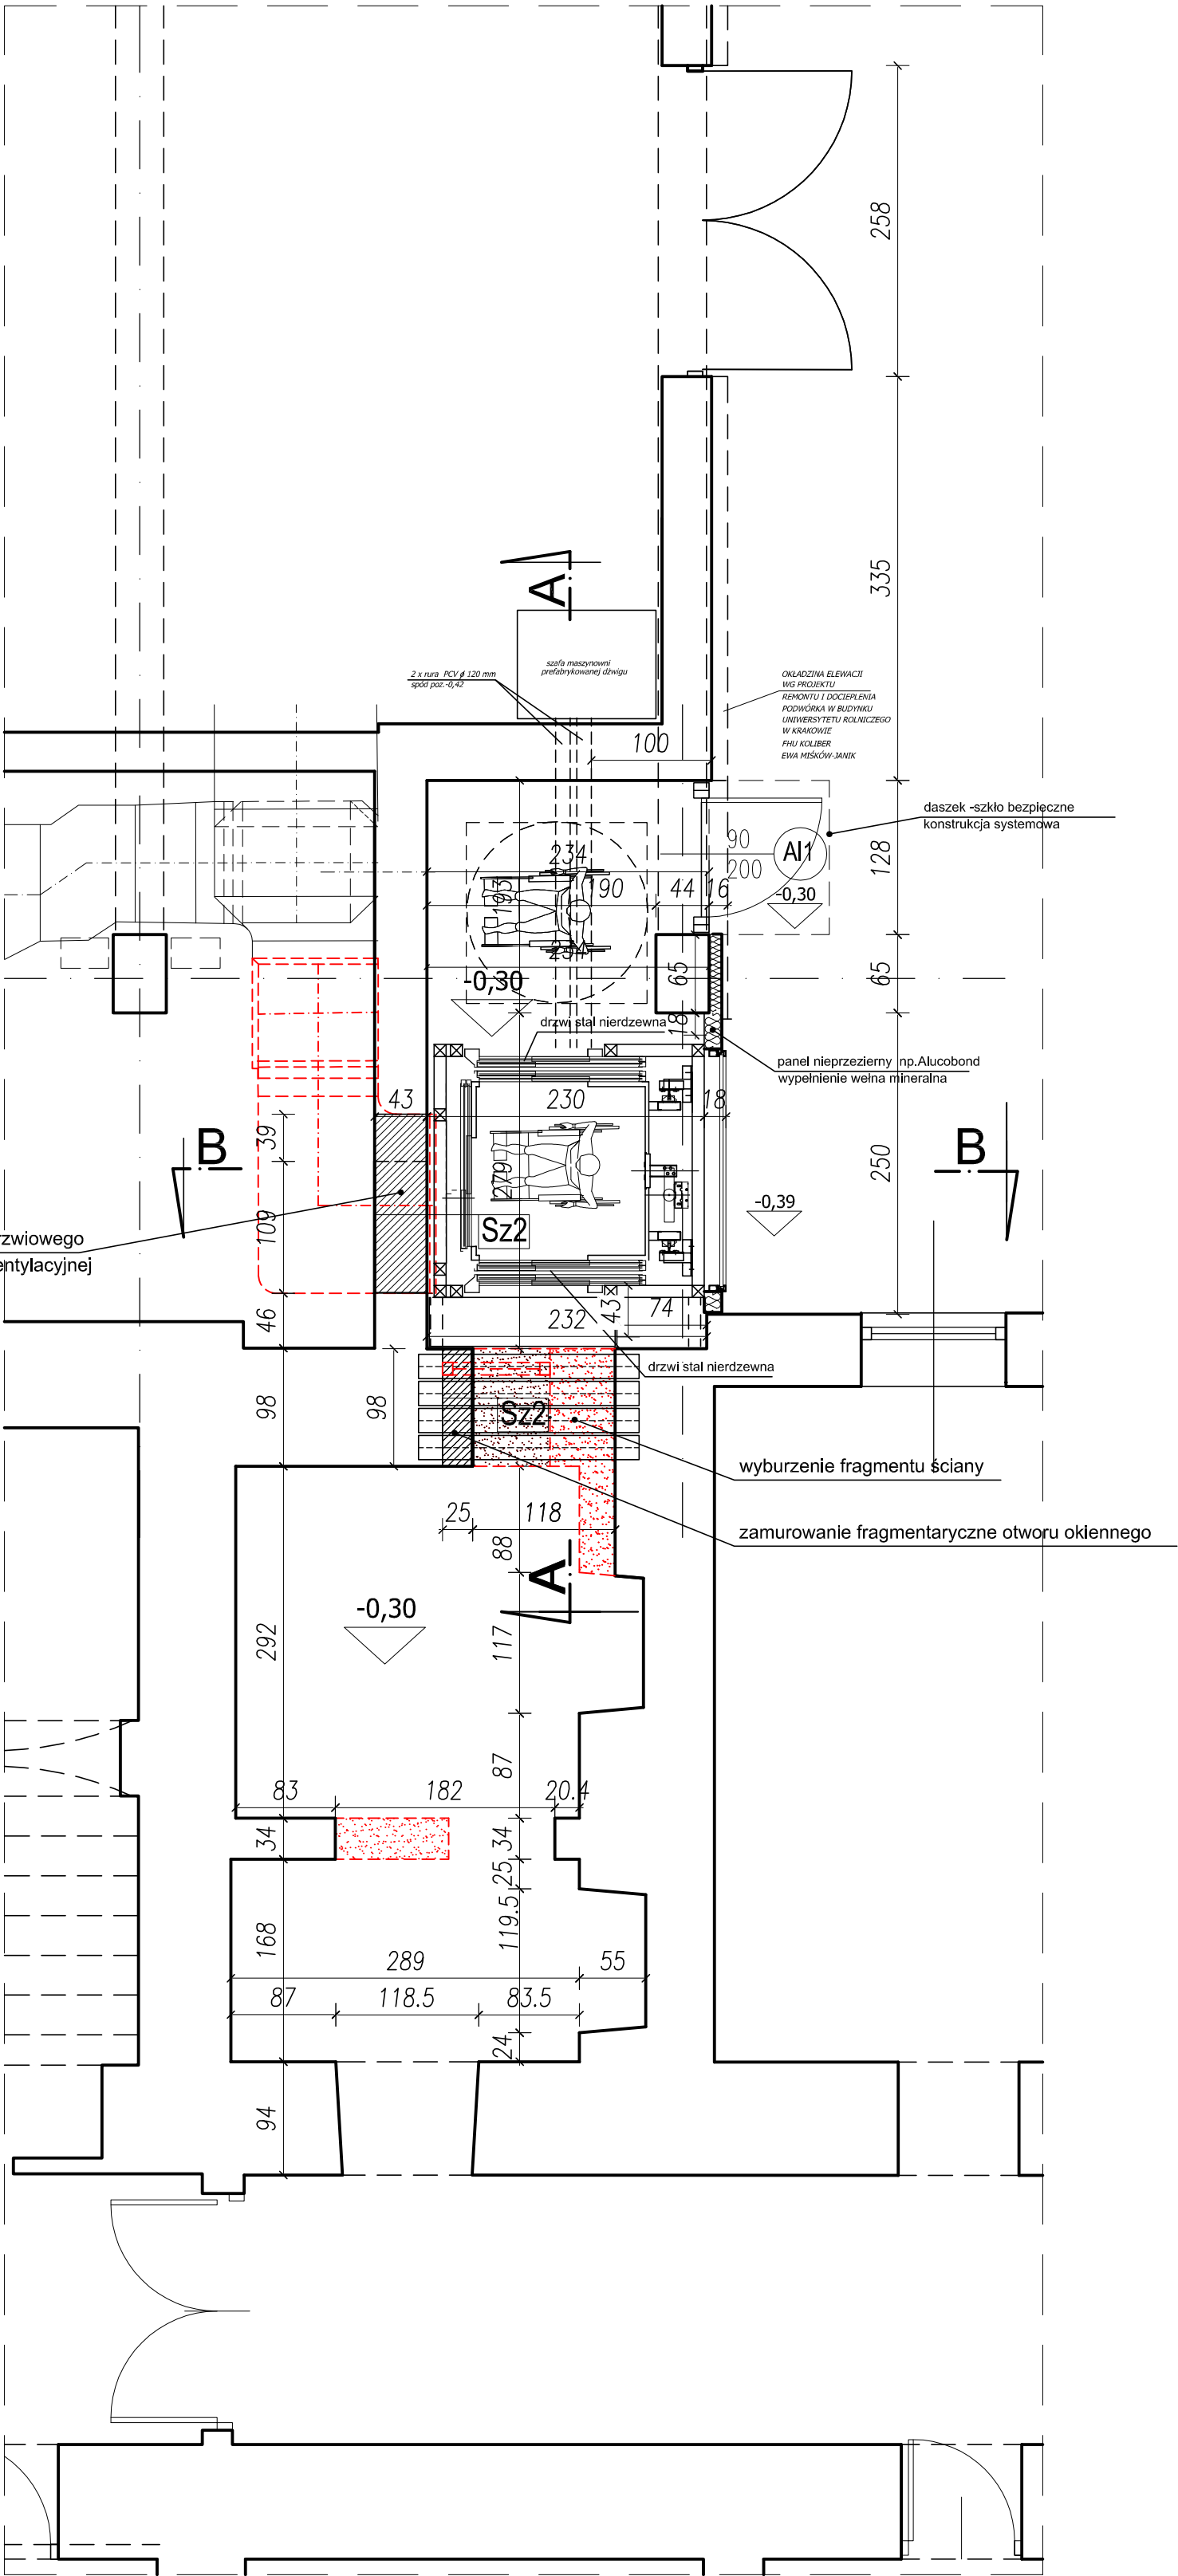 258
335
A
szafa maszynowni
prefabrykowanej dźwigu
2 x rura PCV ϕ 120 mm
spód poz.-0,42
OKŁADZINA ELEWACJI
WG PROJEKTU
REMONTU I DOCIEPLENIA
PODWÓRKA W BUDYNKU
UNIWERSYTETU ROLNICZEGO
W KRAKOWIE
FHU KOLIBER
EWA MIŚKÓW-JANIK
100
daszek -szkło bezpieczne
konstrukcja systemowa
90
200
Al1
128
234
193
190
44
16
-0,30
234
65
65
-0,30
18
drzwi stal nierdzewna
panel nieprzezierny np.Alucobond
wypełnienie wełna mineralna
43
230
18
39
B
B
250
279
-0,39
109
Sz2
rzwiowego
entylacyjnej
46
232
43
74
drzwi stal nierdzewna
98
98
Sz2
wyburzenie fragmentu ściany
25
118
zamurowanie fragmentaryczne otworu okiennego
88
A
-0,30
292
117
87
83
182
20.4
34
34
25
119.5
168
289
55
87
118.5
83.5
24
94